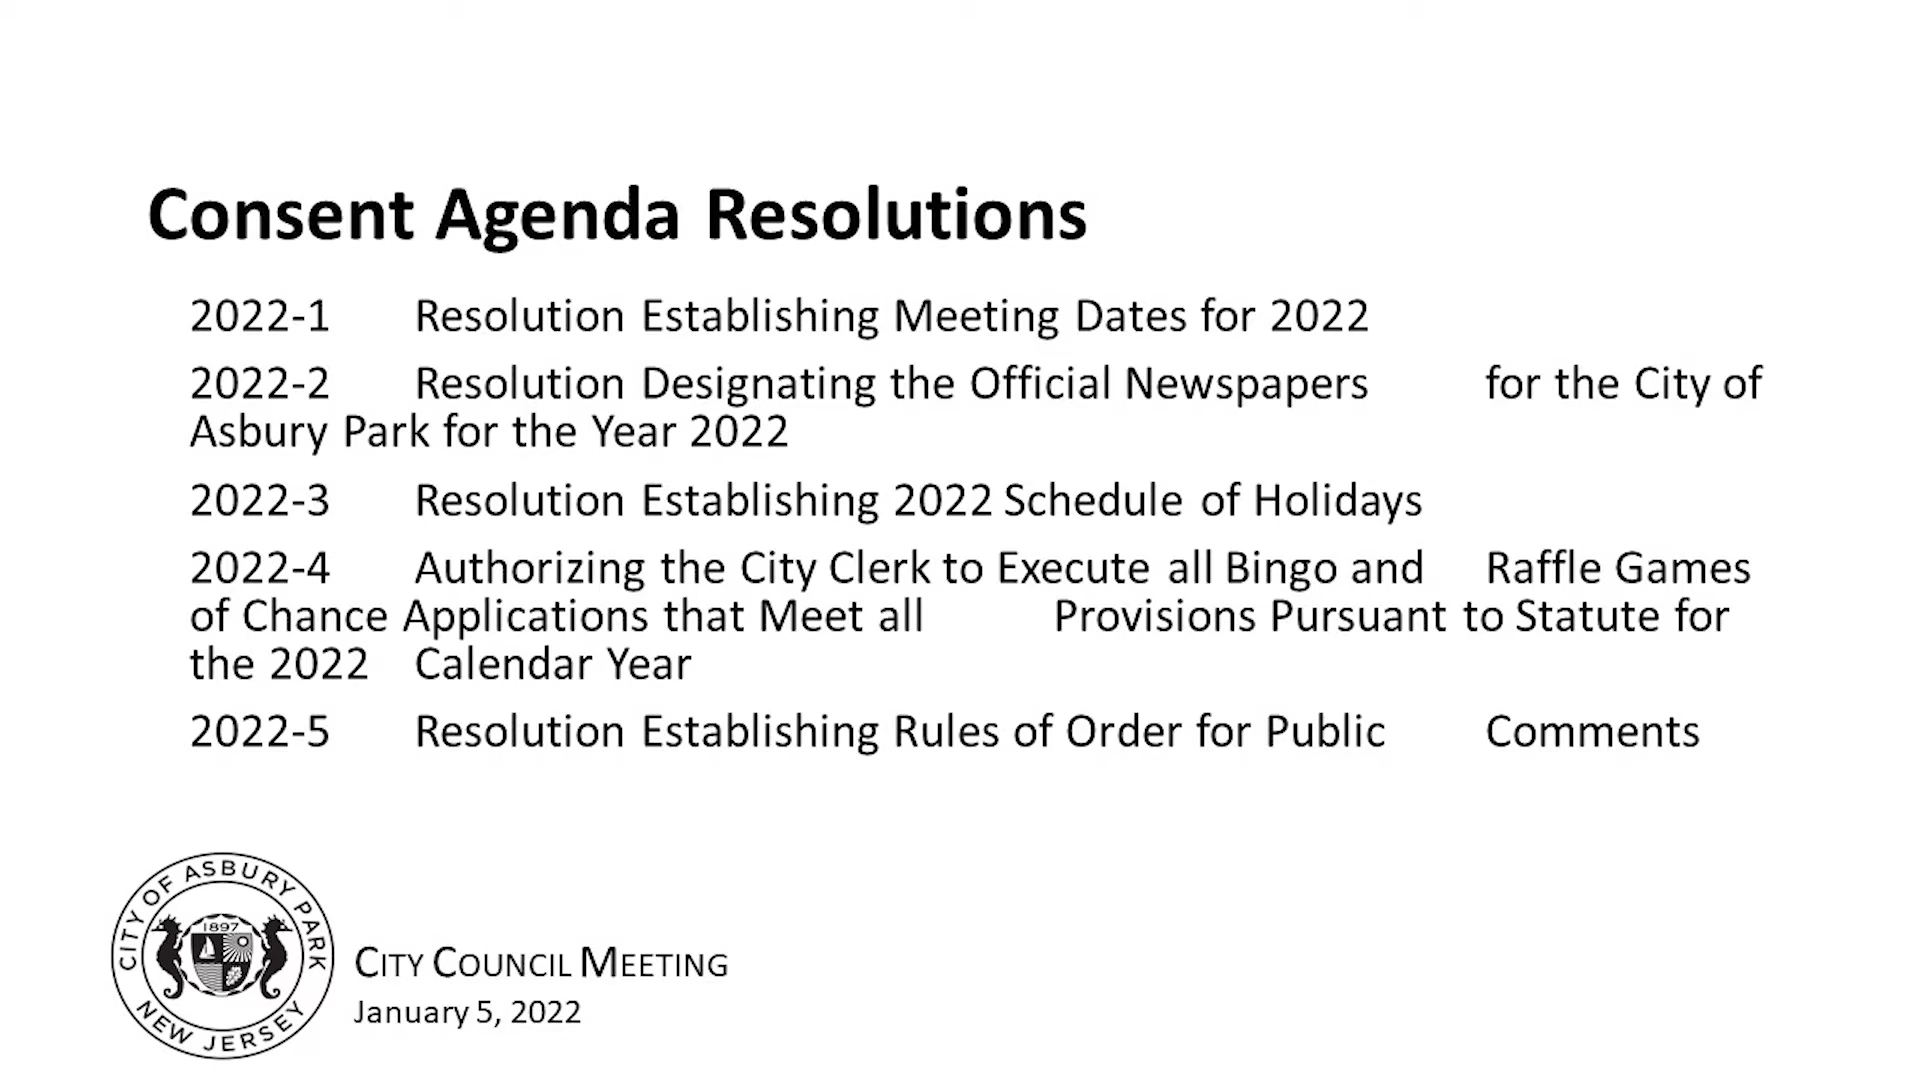 Consent Agenda Resolutions
2022-1 Resolution Establishing Meeting Dates for 2022
2022-2 Resolution Designating the Official Newspapers for the City of
Asbury Park for the Year 2022
2022-3 Resolution Establishing 2022 Schedule of Holidays
2022-4 Authorizing the City Clerk to Execute all Bingo and Raffle Games
of Chance Applications that Meet all Provisions Pursuant to Statute for
the 2022 Calendar Year
2022-5 Resolution Establishing Rules of Order for Public Comments
CITY OF ASBURY PARK
1897
NEW JERSEY
CITY COUNCIL MEETING
January 5, 2022